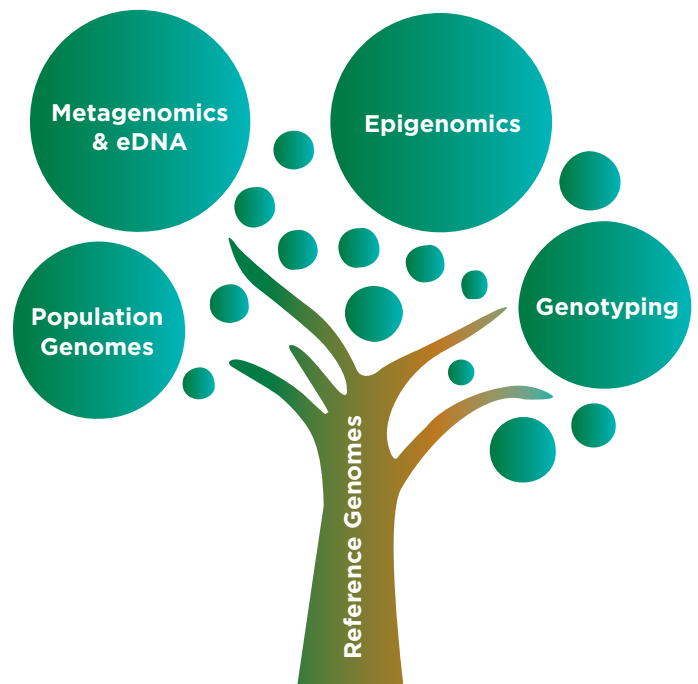 Metagenomics
& eDNA
Epigenomics
Population
Genomes
Genotyping
Reference Genomes